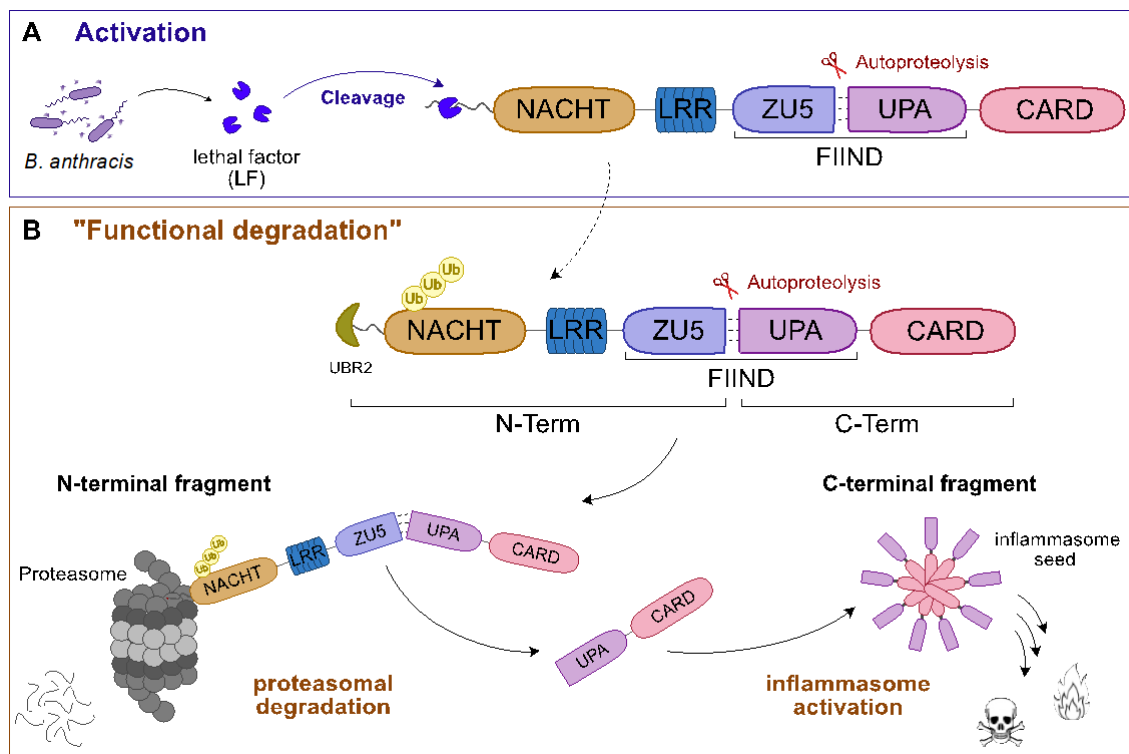 A Activation
Autoproteolysis
Cleavage
NACHT LRR ZU5 UPA CARD
FIIND
B. anthracis
lethal factor
(LF)
B "Functional degradation"
Ub Ub Ub
Autoproteolysis
NACHT LRR ZU5 UPA CARD
UBR2
FIIND
N-Term C-Term
N-terminal fragment
C-terminal fragment
Proteasome
Ub Ub Ub
NACHT LRR ZU5 UPA CARD
inflammasome
seed
UPA CARD
proteasomal
degradation
inflammasome
activation